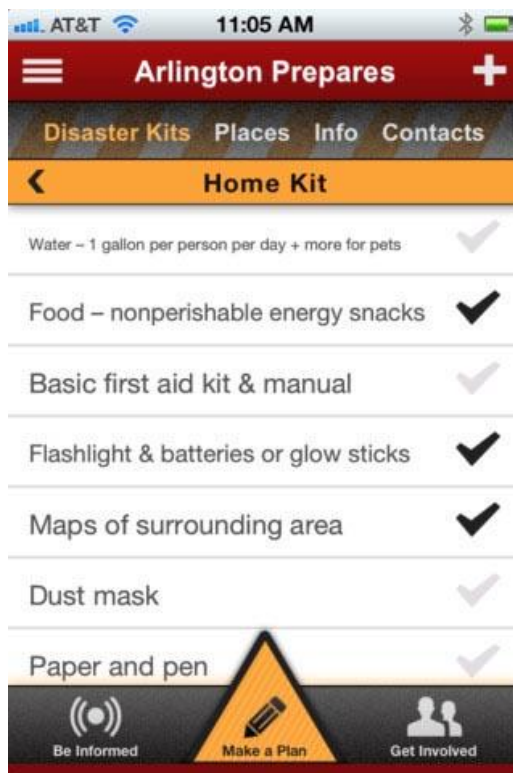 AT&T 11:05 AM
Arlington Prepares
Disaster Kits Places Info Contacts
Home Kit
Water – 1 gallon per person per day + more for pets
Food – nonperishable energy snacks
Basic first aid kit & manual
Flashlight & batteries or glow sticks
Maps of surrounding area
Dust mask
Paper and pen
Be Informed Make a Plan Get Involved